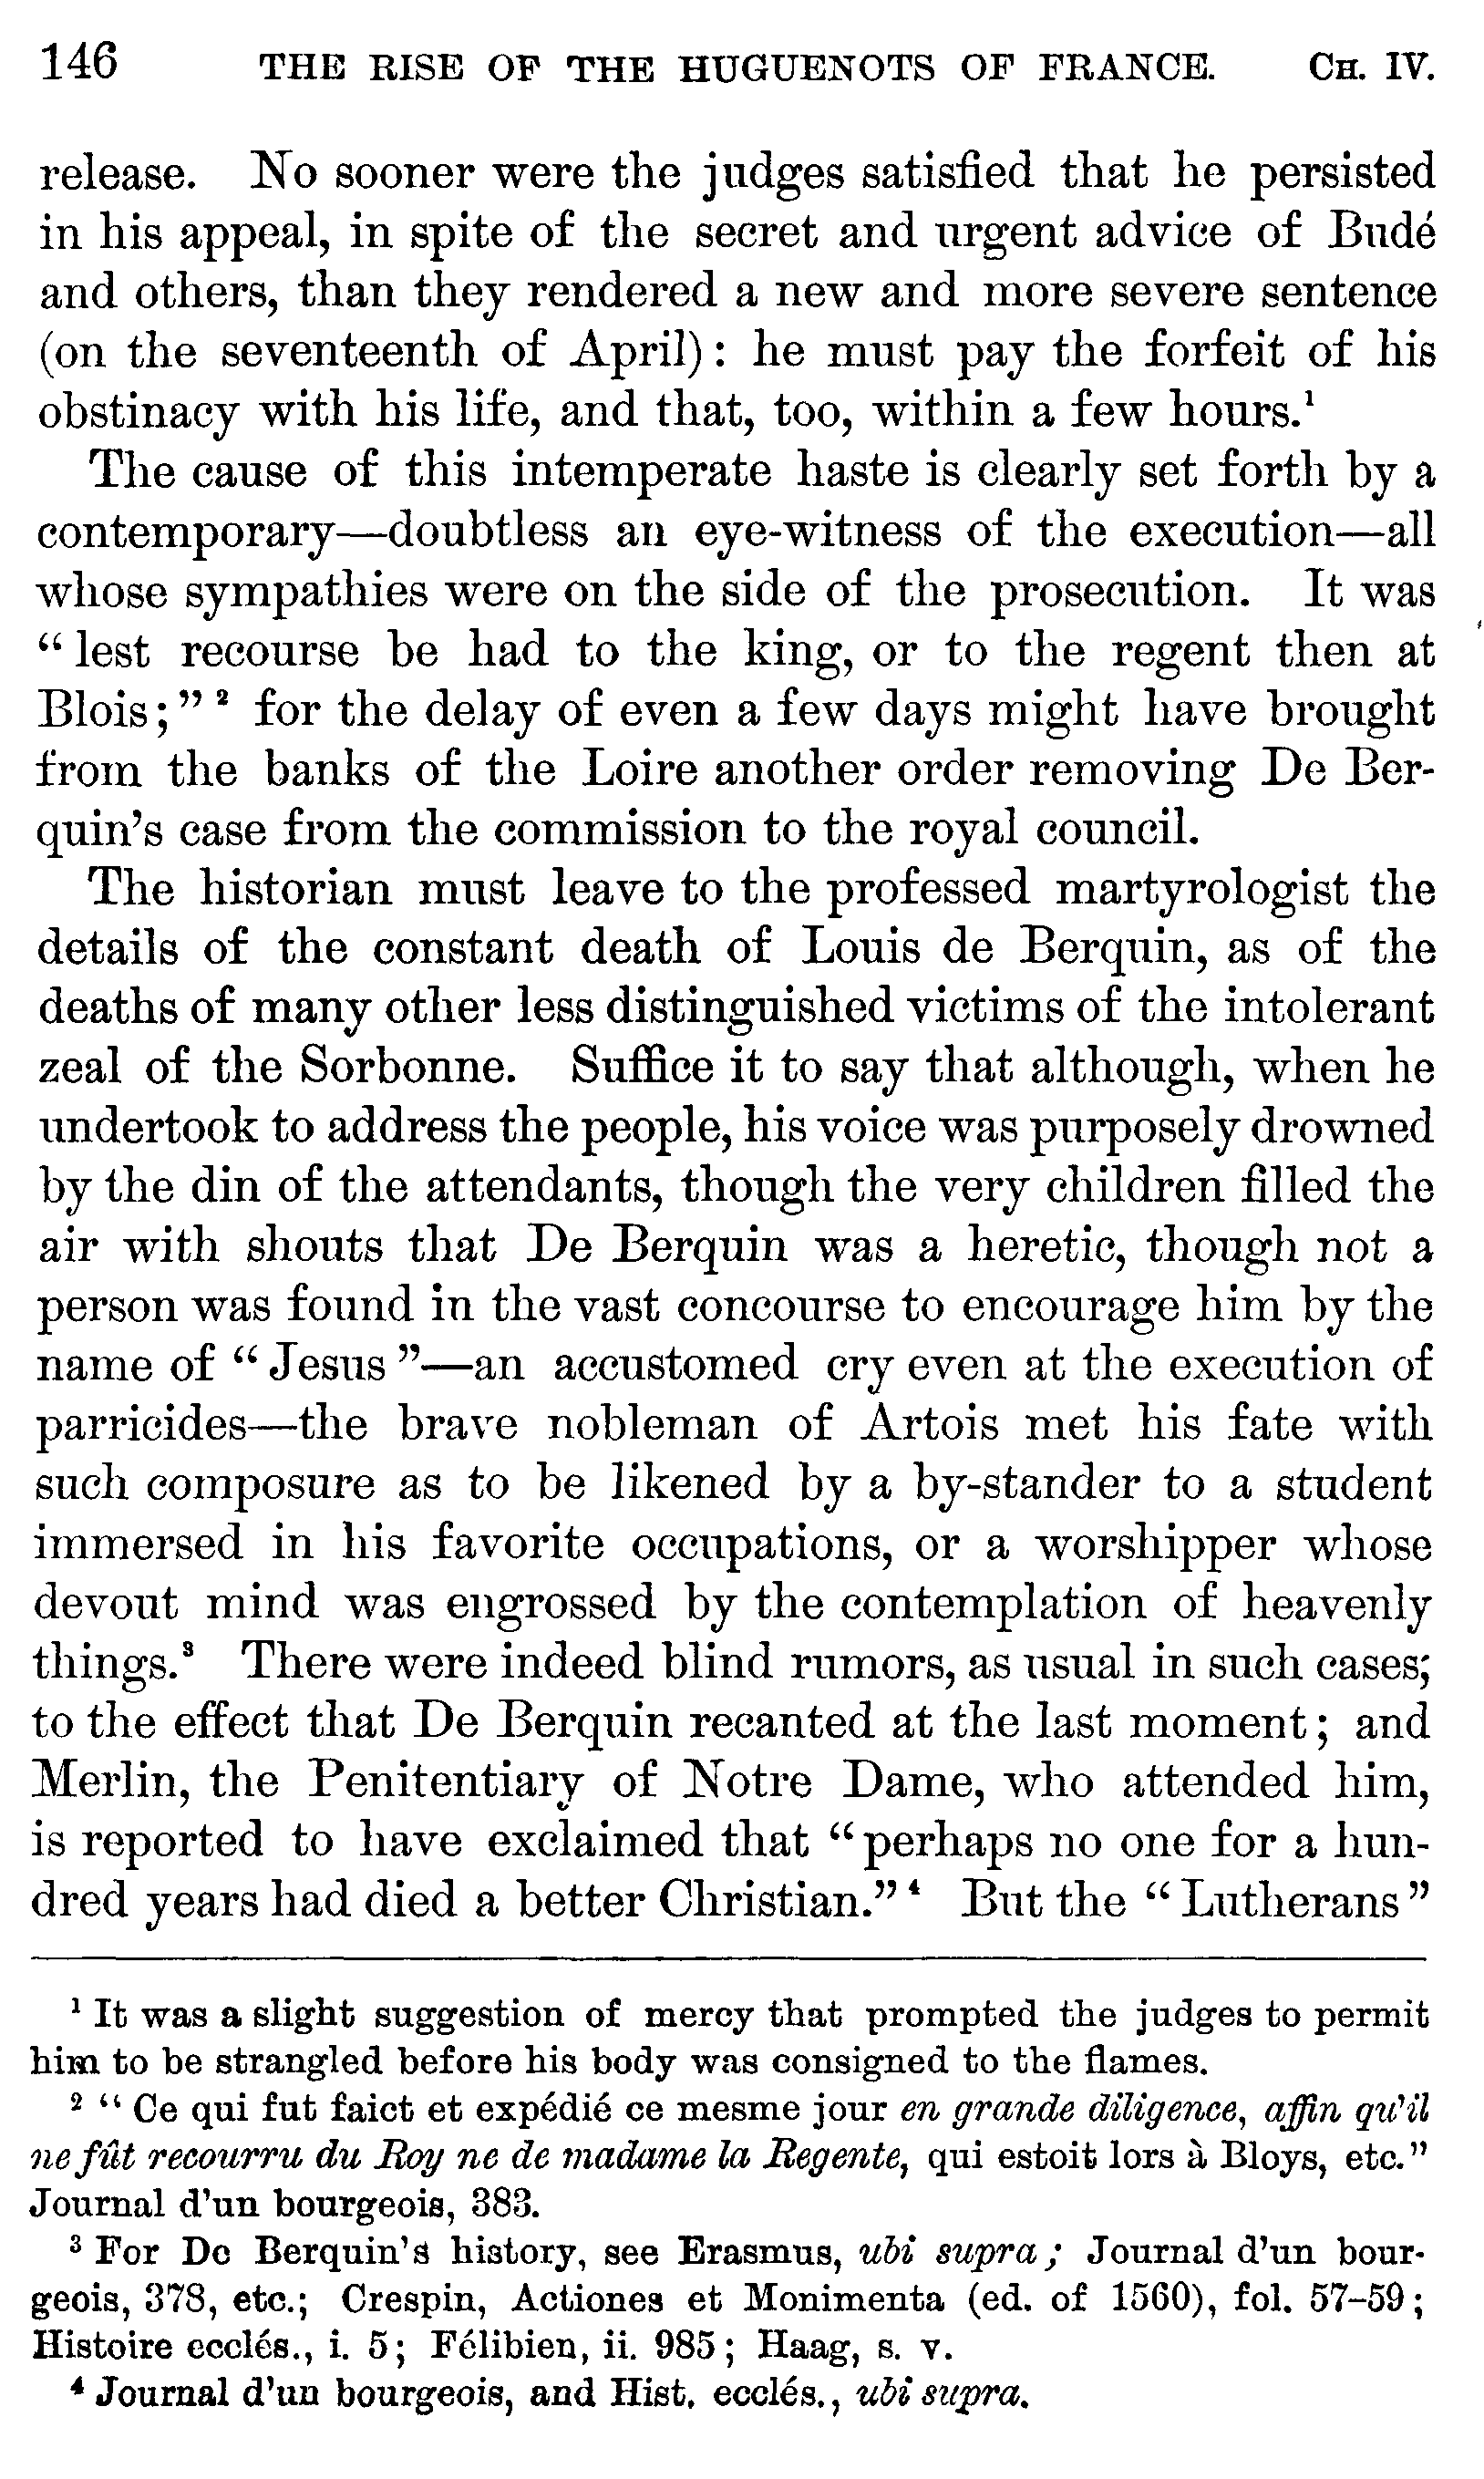 146 THE RISE OF THE HUGUENOTS OF FRANCE. CH. IV.
release. No sooner were the judges satisfied that he persisted
in his appeal, in spite of the secret and urgent advice of Budé
and others, than they rendered a new and more severe sentence
(on the seventeenth of April): he must pay the forfeit of his
obstinacy with his life, and that, too, within a few hours.¹
The cause of this intemperate haste is clearly set forth by a
contemporary—doubtless an eye-witness of the execution—all
whose sympathies were on the side of the prosecution. It was
“lest recourse be had to the king, or to the regent then at
Blois;” ² for the delay of even a few days might have brought
from the banks of the Loire another order removing De Ber-
quin’s case from the commission to the royal council.
The historian must leave to the professed martyrologist the
details of the constant death of Louis de Berquin, as of the
deaths of many other less distinguished victims of the intolerant
zeal of the Sorbonne. Suffice it to say that although, when he
undertook to address the people, his voice was purposely drowned
by the din of the attendants, though the very children filled the
air with shouts that De Berquin was a heretic, though not a
person was found in the vast concourse to encourage him by the
name of “Jesus”—an accustomed cry even at the execution of
parricides—the brave nobleman of Artois met his fate with
such composure as to be likened by a by-stander to a student
immersed in his favorite occupations, or a worshipper whose
devout mind was engrossed by the contemplation of heavenly
things.³ There were indeed blind rumors, as usual in such cases;
to the effect that De Berquin recanted at the last moment; and
Merlin, the Penitentiary of Notre Dame, who attended him,
is reported to have exclaimed that “perhaps no one for a hun-
dred years had died a better Christian.” ⁴ But the “Lutherans”
¹ It was a slight suggestion of mercy that prompted the judges to permit
him to be strangled before his body was consigned to the flames.
² “Ce qui fut faict et expédié ce mesme jour en grande diligence, affin qu’il
ne fût recourru du Roy ne de madame la Regente, qui estoit lors à Bloys, etc.”
Journal d’un bourgeois, 383.
³ For De Berquin’s history, see Erasmus, ubi supra; Journal d’un bour-
geois, 378, etc.; Crespin, Actiones et Monimenta (ed. of 1560), fol. 57–59;
Histoire ecclés., i. 5; Félibien, ii. 985; Haag, s. v.
⁴ Journal d’un bourgeois, and Hist. ecclés., ubi supra.